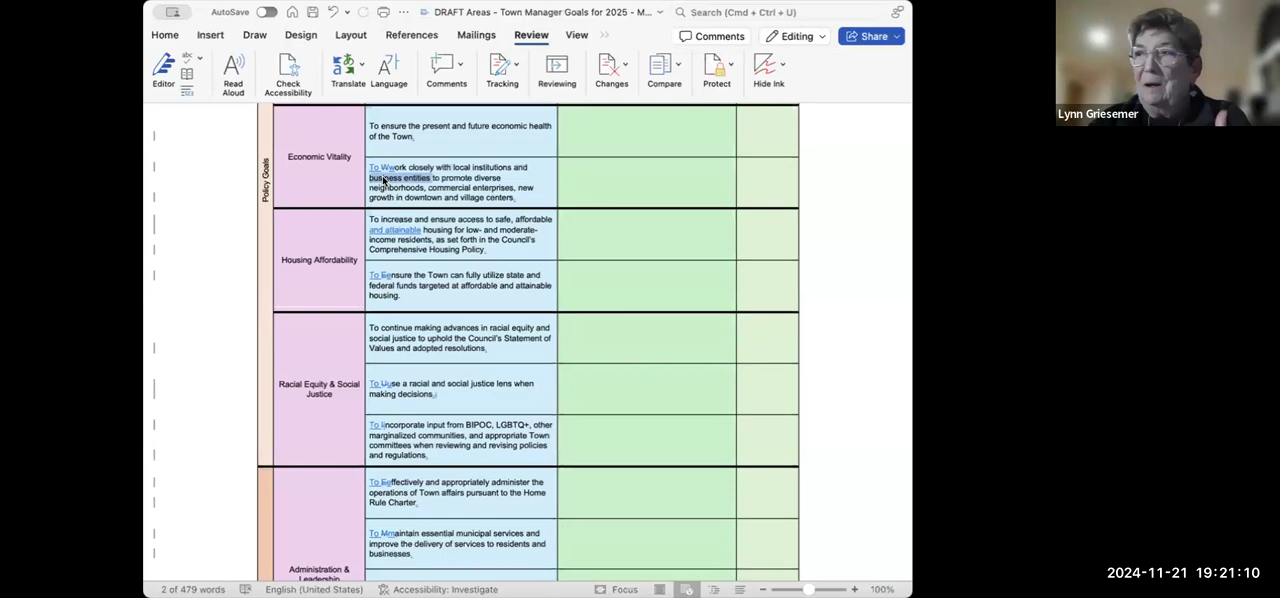 AutoSave
DRAFT Areas - Town Manager Goals for 2025 - M...
Search (Cmd + Ctrl + U)
Home Insert Draw Design Layout References Mailings Review View
Comments Editing Share
Editor
Read Aloud
Check Accessibility
Translate
Language
Comments
Tracking
Reviewing
Changes
Compare
Protect
Hide Ink
Lynn Griesemer
Policy Goals
Economic Vitality
To ensure the present and future economic health
of the Town.
To Wwork closely with local institutions and
business entities to promote diverse
neighborhoods, commercial enterprises, new
growth in downtown and village centers.
Housing Affordability
To increase and ensure access to safe, affordable
and attainable housing for low- and moderate-
income residents, as set forth in the Council's
Comprehensive Housing Policy.
To Eensure the Town can fully utilize state and
federal funds targeted at affordable and attainable
housing.
Racial Equity & Social
Justice
To continue making advances in racial equity and
social justice to uphold the Council's Statement of
Values and adopted resolutions.
To Uuse a racial and social justice lens when
making decisions.
To Iincorporate input from BIPOC, LGBTQ+, other
marginalized communities, and appropriate Town
committees when reviewing and revising policies
and regulations.
Administration &
Leadership
To Eeffectively and appropriately administer the
operations of Town affairs pursuant to the Home
Rule Charter.
To Mmaintain essential municipal services and
improve the delivery of services to residents and
businesses.
2 of 479 words English (United States) Accessibility: Investigate Focus 100%
2024-11-21 19:21:10